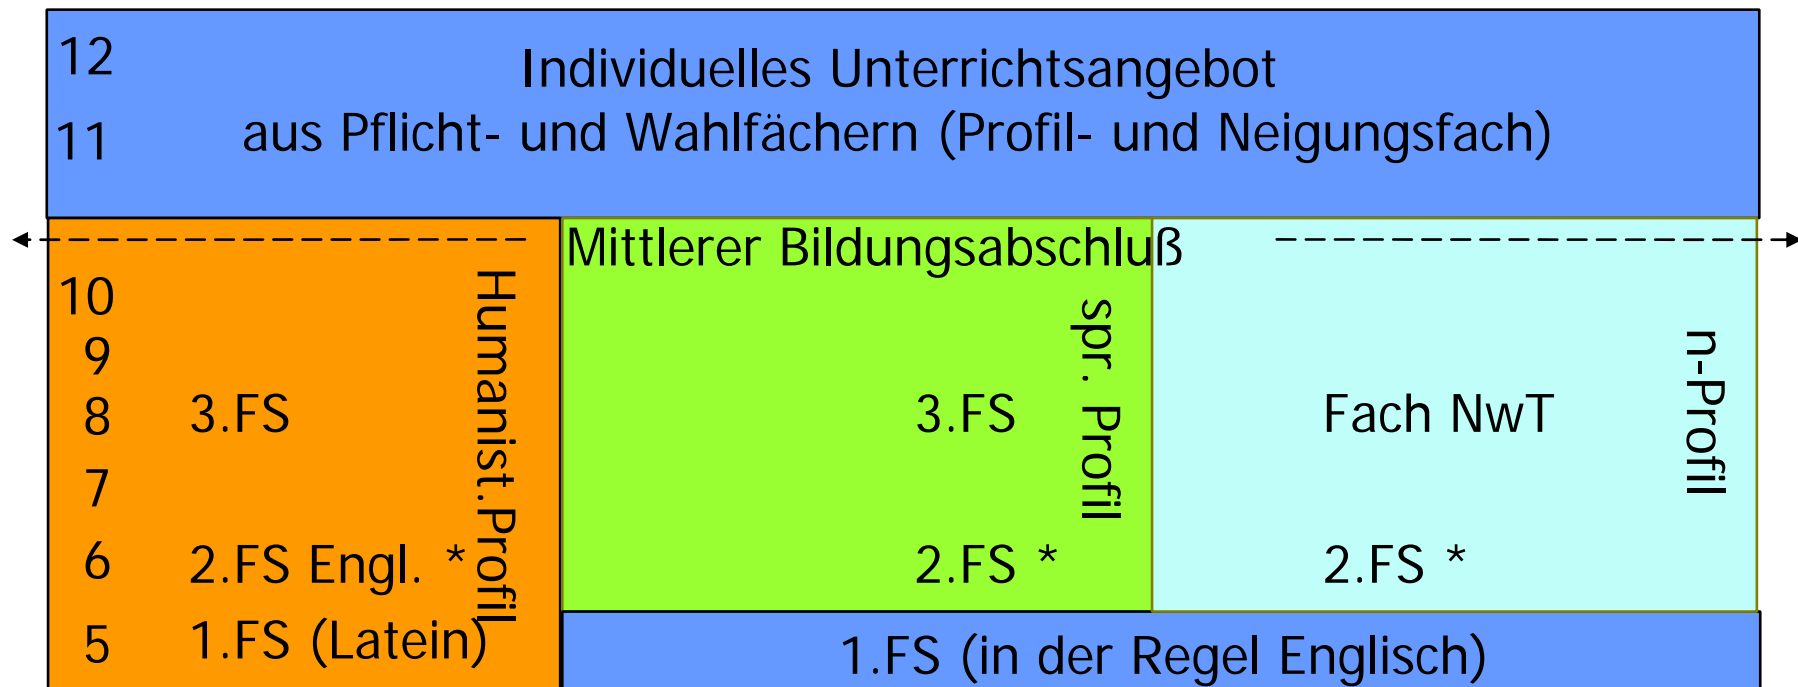 12
Individuelles Unterrichtsangebot
11
aus Pflicht- und Wahlfächern (Profil- und Neigungsfach)
Mittlerer Bildungsabschluß
10
9
8
7
6
5
3.FS
2.FS Engl. *
1.FS (Latein)
Humanist.Profil
3.FS
2.FS *
spr. Profil
Fach NwT
2.FS *
n-Profil
1.FS (in der Regel Englisch)